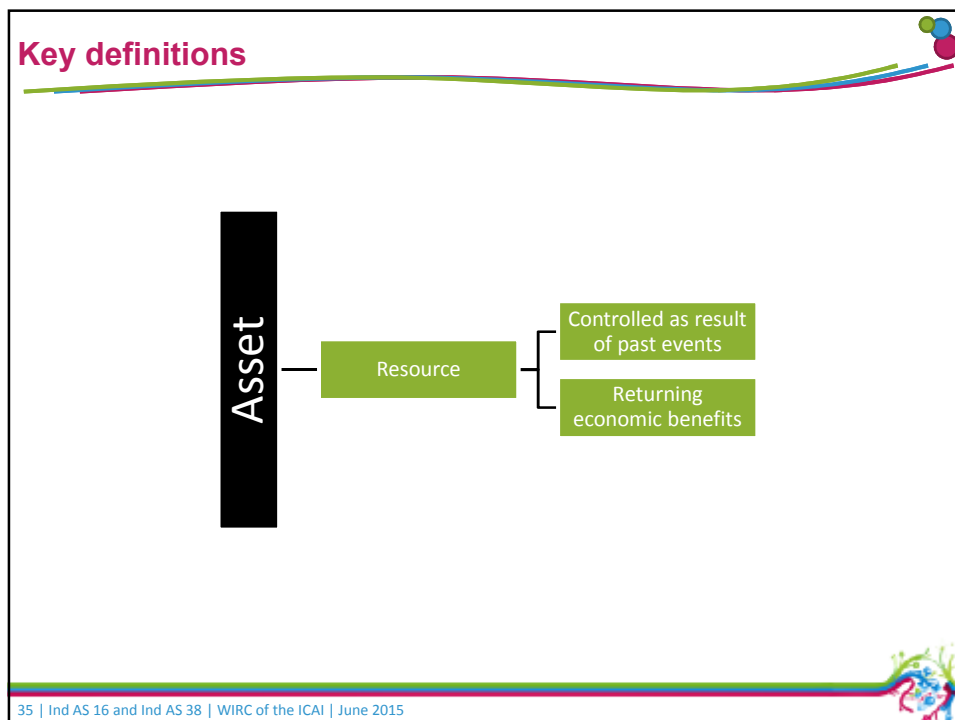 Key definitions
Asset
Resource
Controlled as result
of past events
Returning
economic benefits
35 | Ind AS 16 and Ind AS 38 | WIRC of the ICAI | June 2015